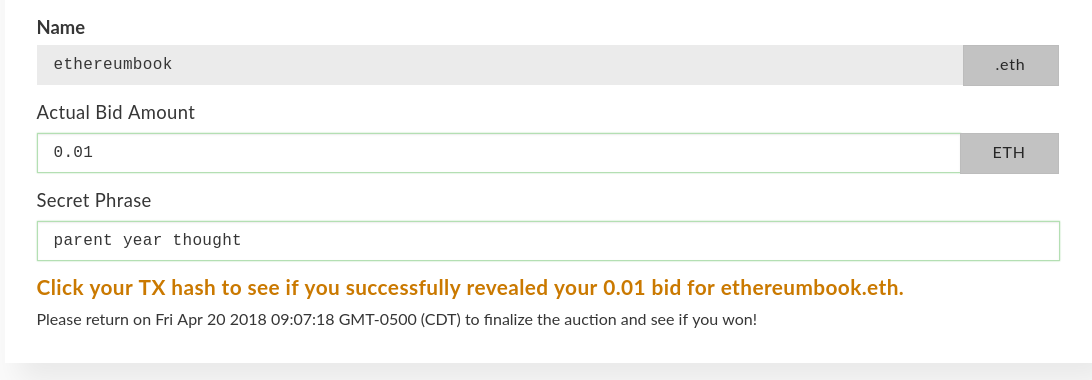 Name
ethereumbook .eth
Actual Bid Amount
0.01 ETH
Secret Phrase
parent year thought
Click your TX hash to see if you successfully revealed your 0.01 bid for ethereumbook.eth.
Please return on Fri Apr 20 2018 09:07:18 GMT-0500 (CDT) to finalize the auction and see if you won!